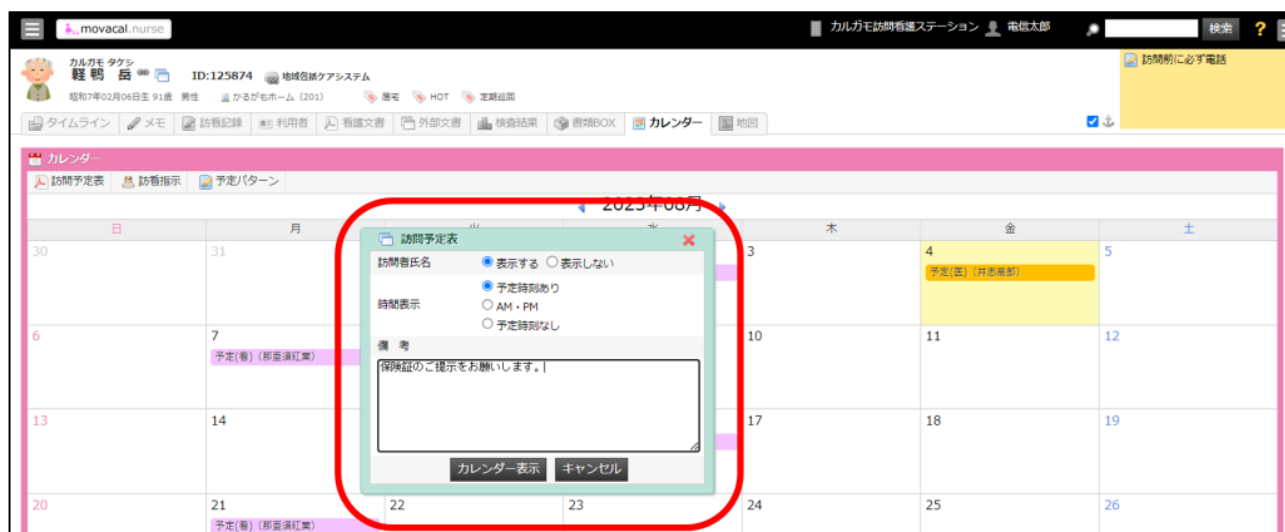 movacal.nurse
カルガモ訪問看護ステーション 電信太郎 検索 ?
カルガモ タケシ
軽鴨 岳 ID:125874 地域包括ケアシステム
昭和7年02月06日生 91歳 男性 かるがもホーム (201) 居宅 HOT 定期巡回
訪問前に必ず電話
タイムライン メモ 訪看記録 利用者 看護文書 外部文書 検査結果 書類BOX カレンダー 地図
カレンダー
訪問予定表 訪看指示 予定パターン
2023年08月
日 月 火 水 木 金 土
30 31 3 4 5
予定(医) (井志座郎)
訪問予定表
訪問者氏名 表示する 表示しない
時間表示 予定時刻あり
AM・PM
予定時刻なし
備 考
保険証のご提示をお願いします。
カレンダー表示 キャンセル
6 7 10 11 12
予定(看) (那亜須紅葉)
13 14 17 18 19
20 21 22 23 24 25 26
予定(看) (那亜須紅葉)